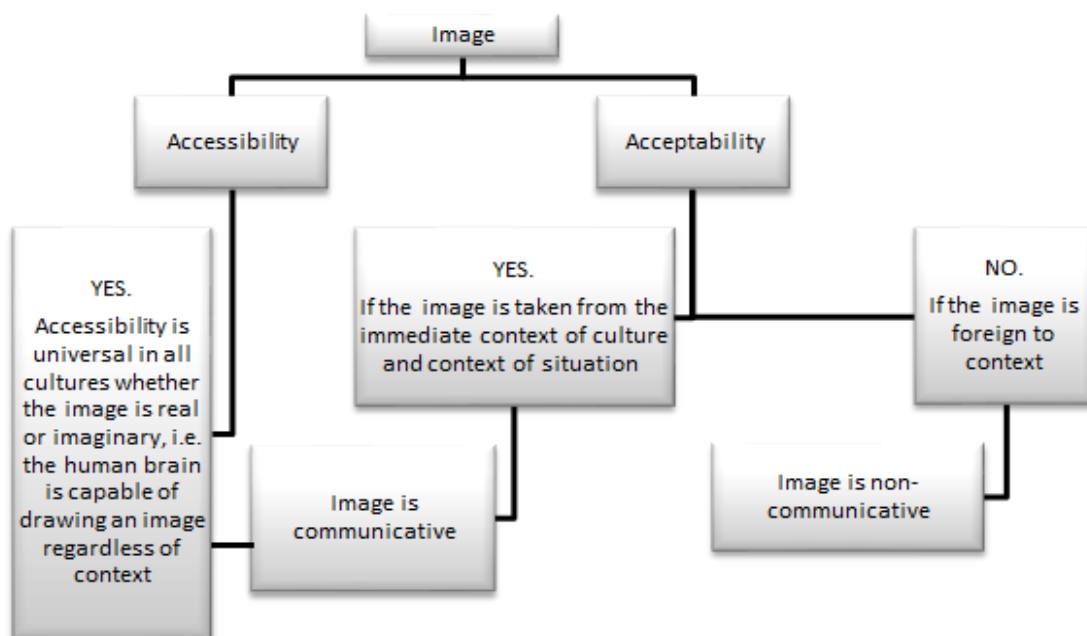 Image
Accessibility
Acceptability
YES.
Accessibility is
universal in all
cultures whether
the image is real
or imaginary, i.e.
the human brain
is capable of
drawing an image
regardless of
context
YES.
If the image is taken from the
immediate context of culture
and context of situation
NO.
If the image is
foreign to
context
Image is
communicative
Image is non-
communicative